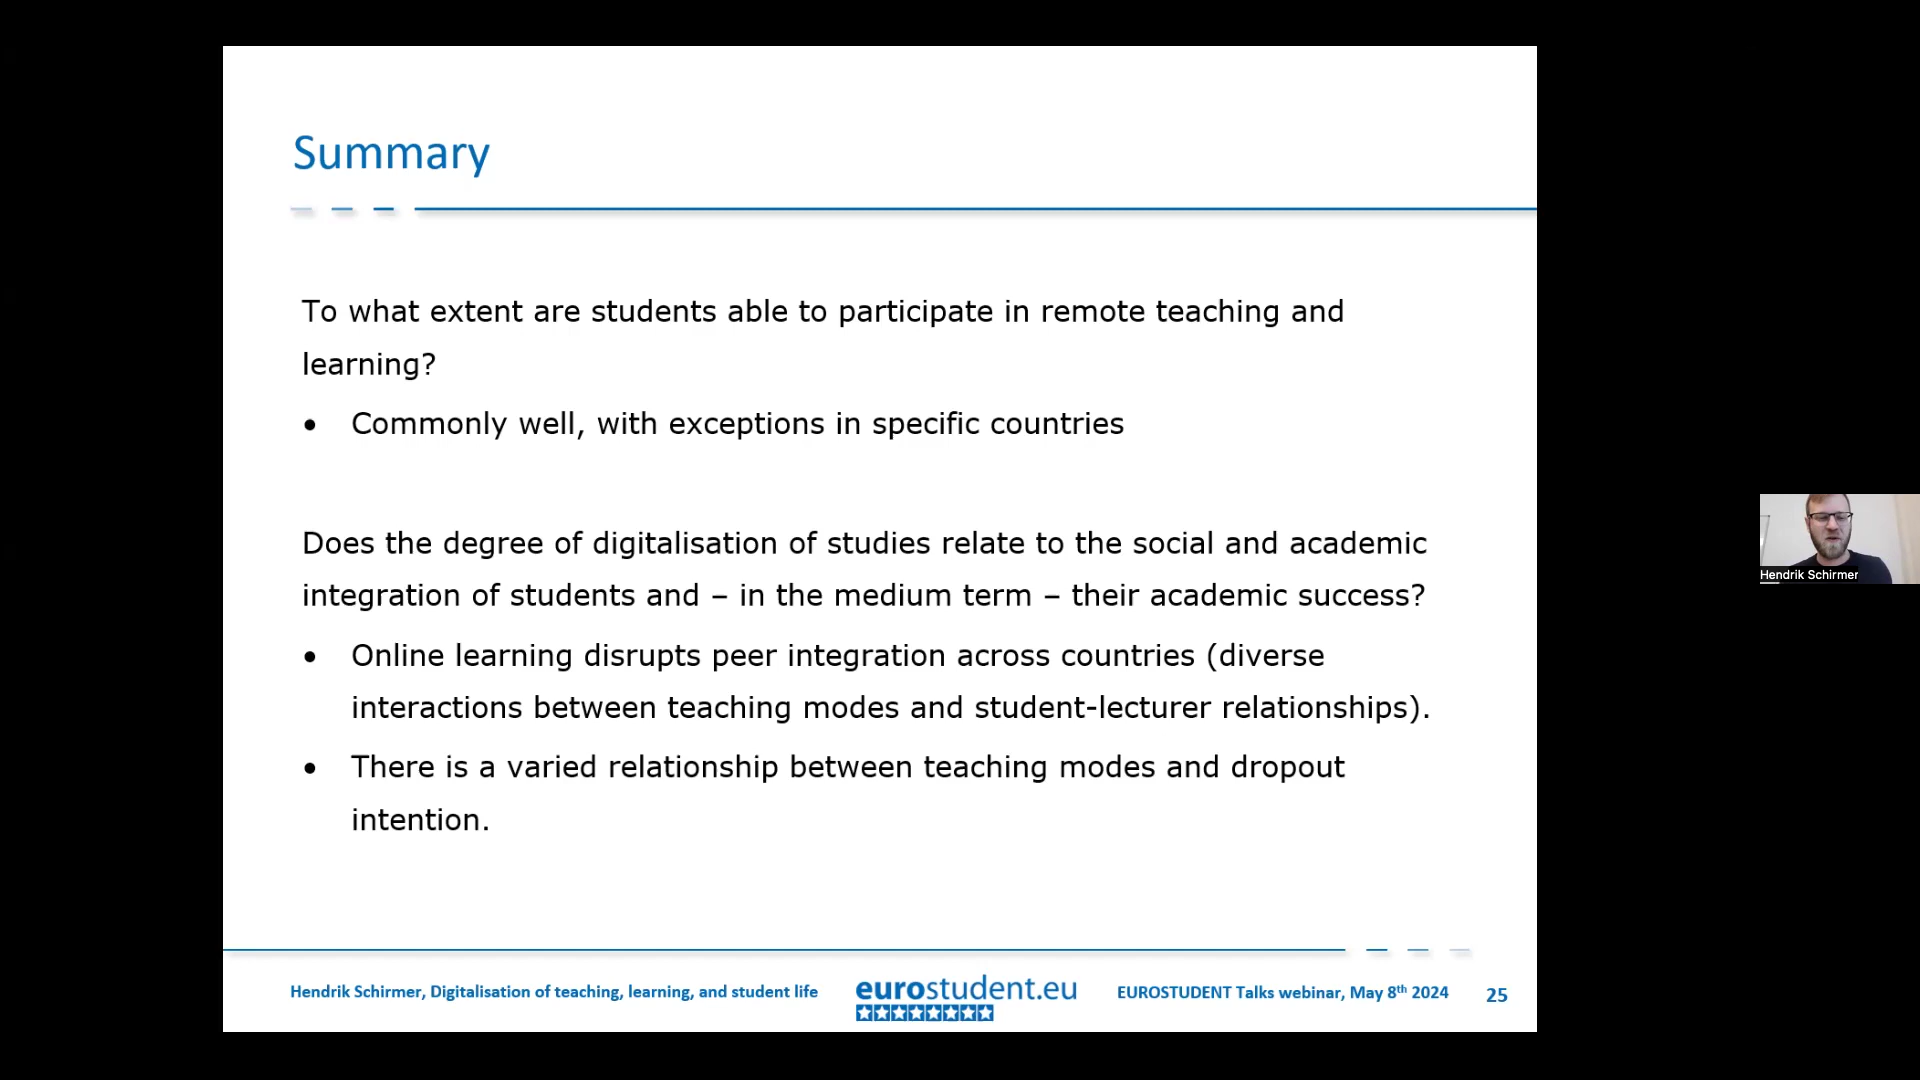 Summary
To what extent are students able to participate in remote teaching and
learning?
• Commonly well, with exceptions in specific countries
Does the degree of digitalisation of studies relate to the social and academic
integration of students and – in the medium term – their academic success?
• Online learning disrupts peer integration across countries (diverse
interactions between teaching modes and student-lecturer relationships).
• There is a varied relationship between teaching modes and dropout
intention.
Hendrik Schirmer
Hendrik Schirmer, Digitalisation of teaching, learning, and student life
eurostudent.eu
EUROSTUDENT Talks webinar, May 8th 2024
25